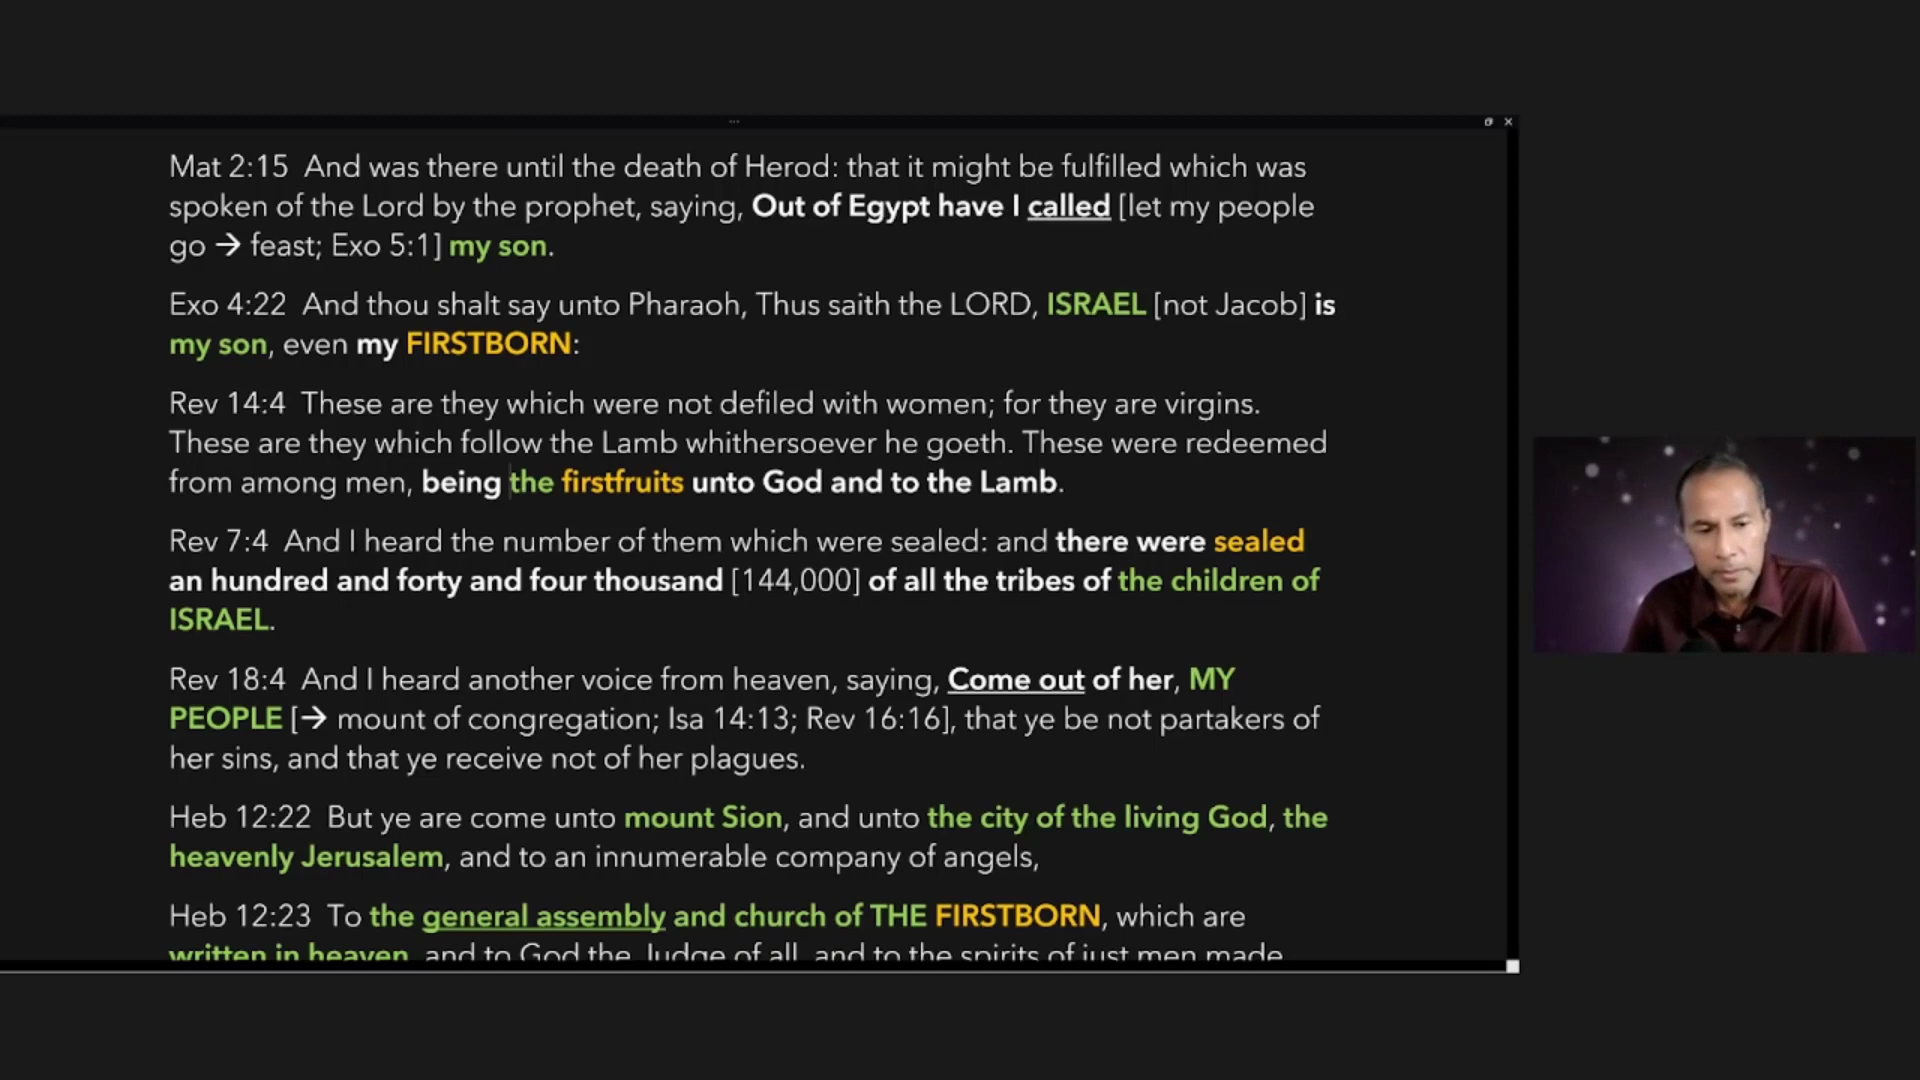 Mat 2:15  And was there until the death of Herod: that it might be fulfilled which was
spoken of the Lord by the prophet, saying, Out of Egypt have I called [let my people
go → feast; Exo 5:1] my son.
Exo 4:22  And thou shalt say unto Pharaoh, Thus saith the LORD, ISRAEL [not Jacob] is
my son, even my FIRSTBORN:
Rev 14:4  These are they which were not defiled with women; for they are virgins.
These are they which follow the Lamb whithersoever he goeth. These were redeemed
from among men, being the firstfruits unto God and to the Lamb.
Rev 7:4  And I heard the number of them which were sealed: and there were sealed
an hundred and forty and four thousand [144,000] of all the tribes of the children of
ISRAEL.
Rev 18:4  And I heard another voice from heaven, saying, Come out of her, MY
PEOPLE [→ mount of congregation; Isa 14:13; Rev 16:16], that ye be not partakers of
her sins, and that ye receive not of her plagues.
Heb 12:22  But ye are come unto mount Sion, and unto the city of the living God, the
heavenly Jerusalem, and to an innumerable company of angels,
Heb 12:23  To the general assembly and church of THE FIRSTBORN, which are
written in heaven, and to God the Judge of all, and to the spirits of just men made